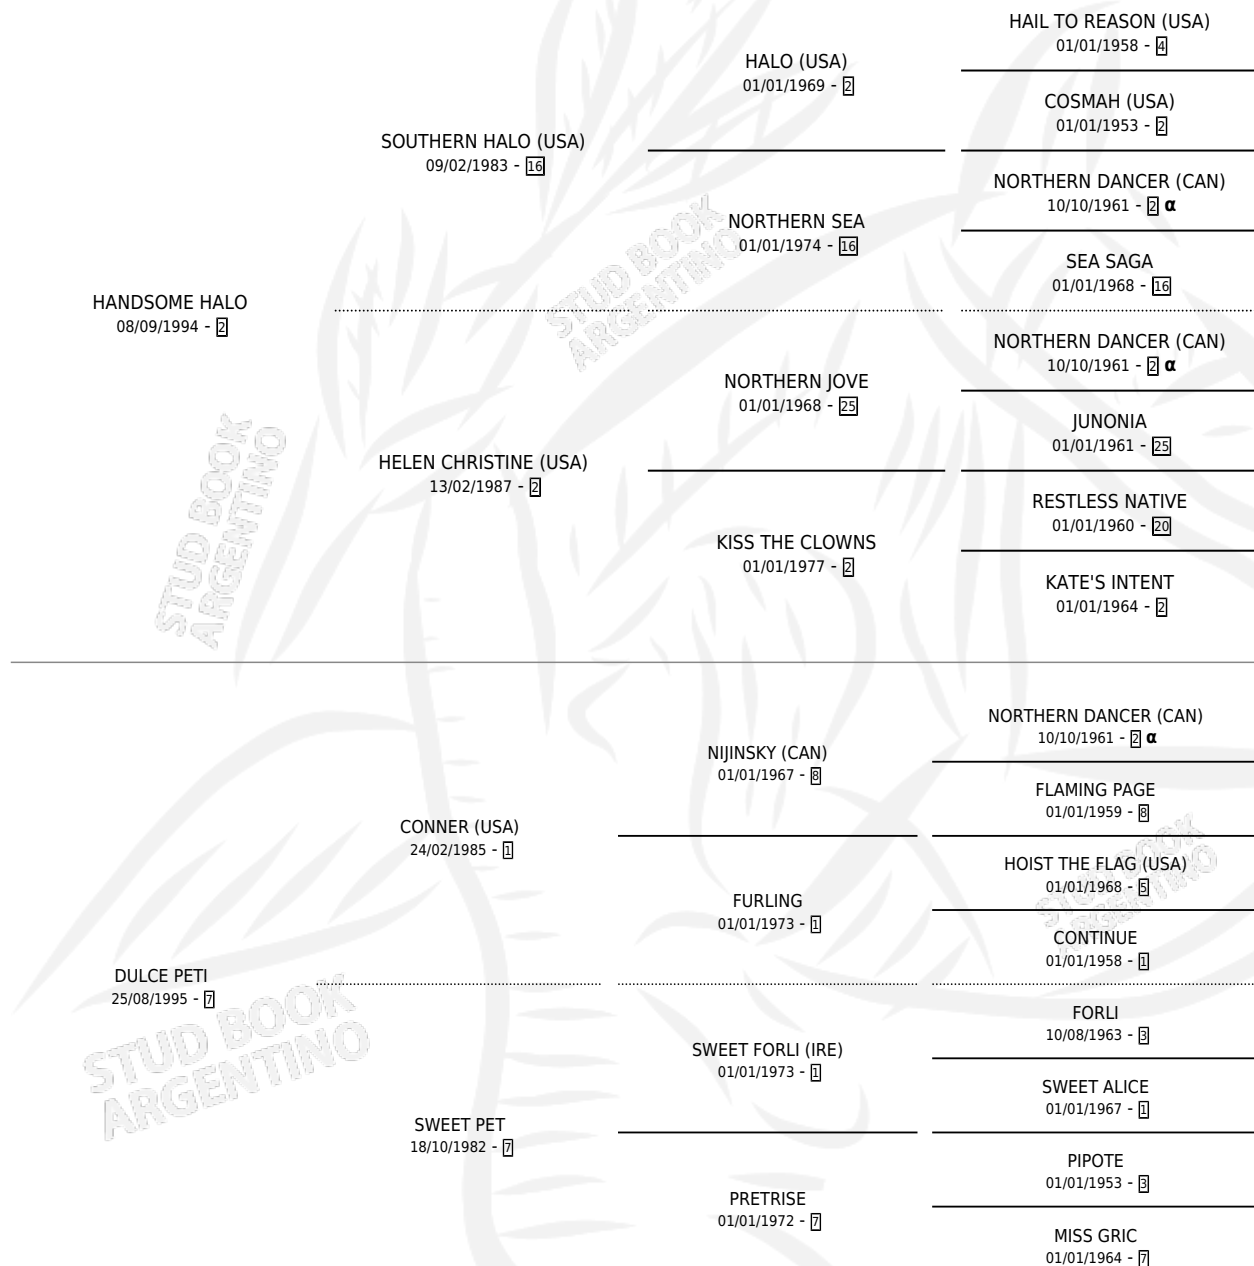 HAIL TO REASON (USA)
01/01/1958 - 4
HALO (USA)
01/01/1969 - 2
COSMAH (USA)
01/01/1953 - 2
SOUTHERN HALO (USA)
09/02/1983 - 16
NORTHERN DANCER (CAN)
10/10/1961 - 2 α
NORTHERN SEA
01/01/1974 - 16
SEA SAGA
01/01/1968 - 16
HANDSOME HALO
08/09/1994 - 2
NORTHERN DANCER (CAN)
10/10/1961 - 2 α
NORTHERN JOVE
01/01/1968 - 25
JUNONIA
01/01/1961 - 25
HELEN CHRISTINE (USA)
13/02/1987 - 2
RESTLESS NATIVE
01/01/1960 - 20
KISS THE CLOWNS
01/01/1977 - 2
KATE'S INTENT
01/01/1964 - 2
NORTHERN DANCER (CAN)
10/10/1961 - 2 α
NIJINSKY (CAN)
01/01/1967 - 8
FLAMING PAGE
01/01/1959 - 8
CONNER (USA)
24/02/1985 - 1
HOIST THE FLAG (USA)
01/01/1968 - 5
FURLING
01/01/1973 - 1
CONTINUE
01/01/1958 - 1
DULCE PETI
25/08/1995 - 7
FORLI
10/08/1963 - 3
SWEET FORLI (IRE)
01/01/1973 - 1
SWEET ALICE
01/01/1967 - 1
SWEET PET
18/10/1982 - 7
PIPOTE
01/01/1953 - 3
PRETRISE
01/01/1972 - 7
MISS GRIC
01/01/1964 - 7
STUD BOOK
ARGENTINO
STUD BOOK
ARGENTINO
STUD BOOK
ARGENTINO
STUD BOOK
ARGENTINO